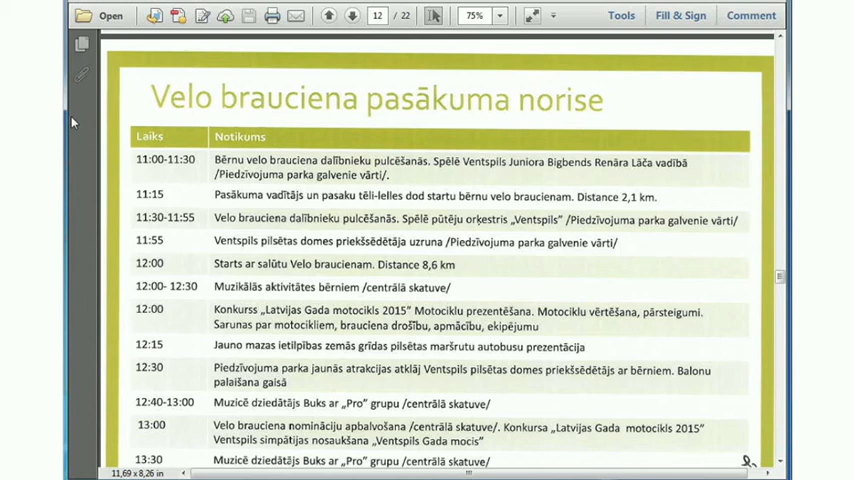 Open
12 / 22
75%
Tools
Fill & Sign
Comment
Velo brauciena pasākuma norise
Laiks Notikums
11:00-11:30 Bērnu velo brauciena dalībnieku pulcēšanās. Spēlē Ventspils Juniora Bigbends Renāra Lāča vadībā
/Piedzīvojuma parka galvenie vārti/.
11:15 Pasākuma vadītājs un pasaku tēli-lelles dod startu bērnu velo braucienam. Distance 2,1 km.
11:30-11:55 Velo brauciena dalībnieku pulcēšanās. Spēlē pūtēju orķestris „Ventspils" /Piedzīvojuma parka galvenie vārti/
11:55 Ventspils pilsētas domes priekšsēdētāja uzruna /Piedzīvojuma parka galvenie vārti/
12:00 Starts ar salūtu Velo braucienam. Distance 8,6 km
12:00- 12:30 Muzikālās aktivitātes bērniem /centrālā skatuve/
12:00 Konkurss „Latvijas Gada motocikls 2015" Motociklu prezentēšana. Motociklu vērtēšana, pārsteigumi.
Sarunas par motocikliem, brauciena drošību, apmācību, ekipējumu
12:15 Jauno mazas ietilpības zemās grīdas pilsētas maršrutu autobusu prezentācija
12:30 Piedzīvojuma parka jaunās atrakcijas atklāj Ventspils pilsētas domes priekšsēdētājs ar bērniem. Balonu
palaišana gaisā
12:40-13:00 Muzicē dziedātājs Buks ar „Pro" grupu /centrālā skatuve/
13:00 Velo brauciena nomināciju apbalvošana /centrālā skatuve/. Konkursa „Latvijas Gada motocikls 2015"
Ventspils simpātijas nosaukšana „Ventspils Gada mocis"
13:30 Muzicē dziedātājs Buks ar „Pro" grupu /centrālā skatuve/
11,69 x 8,26 in